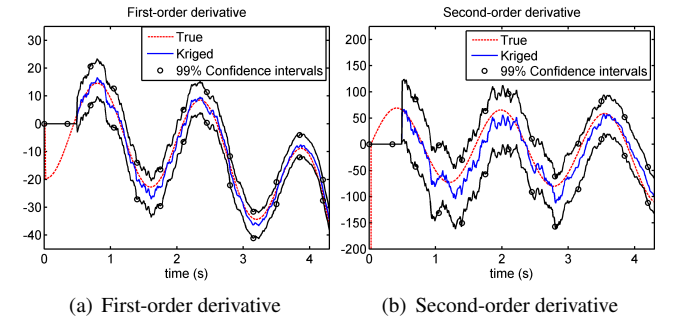 First-order derivative
True
Kriged
99% Confidence intervals
30
20
10
0
-10
-20
-30
-40
0
1
2
3
4
time (s)
(a) First-order derivative
Second-order derivative
True
Kriged
99% Confidence intervals
200
150
100
50
0
-50
-100
-150
-200
0
1
2
3
4
time (s)
(b) Second-order derivative